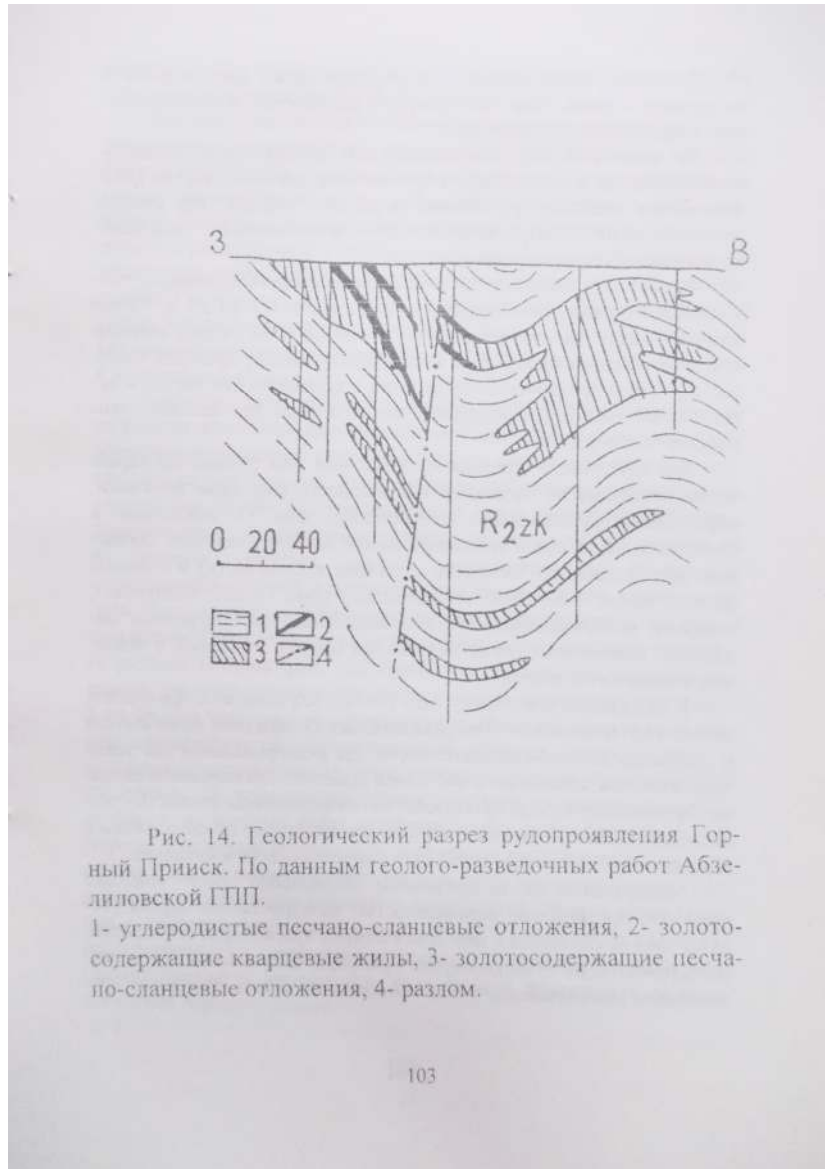 З В
R₂zk
0 20 40
1 2
3 4
Рис. 14. Геологический разрез рудопроявления Гор-
ный Прииск. По данным геолого-разведочных работ Абзе-
лиловской ГПП.
1- углеродистые песчано-сланцевые отложения, 2- золото-
содержащие кварцевые жилы, 3- золотосодержащие песча-
но-сланцевые отложения, 4- разлом.
103